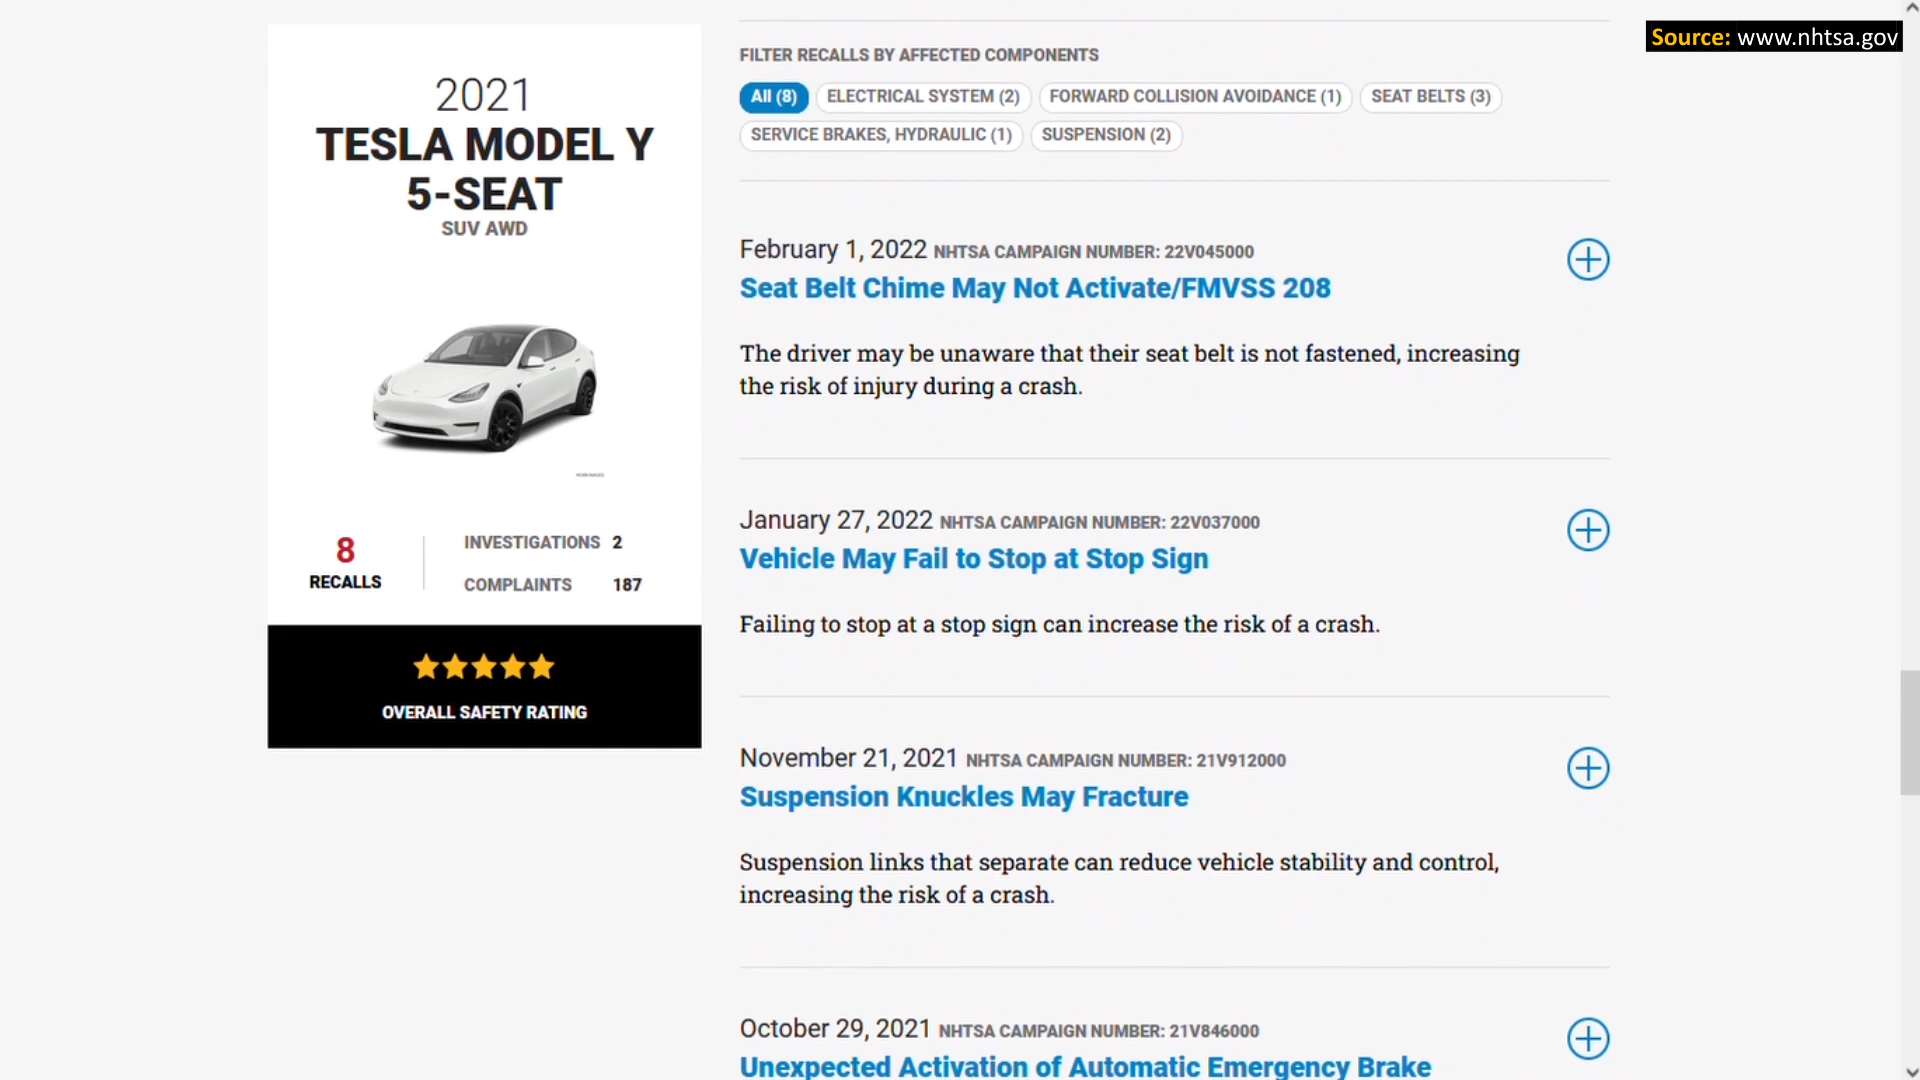 Source: www.nhtsa.gov
2021
TESLA MODEL Y
5-SEAT
SUV AWD
8
RECALLS
INVESTIGATIONS 2
COMPLAINTS 187
OVERALL SAFETY RATING
FILTER RECALLS BY AFFECTED COMPONENTS
All (8) ELECTRICAL SYSTEM (2) FORWARD COLLISION AVOIDANCE (1) SEAT BELTS (3)
SERVICE BRAKES, HYDRAULIC (1) SUSPENSION (2)
February 1, 2022 NHTSA CAMPAIGN NUMBER: 22V045000
Seat Belt Chime May Not Activate/FMVSS 208
The driver may be unaware that their seat belt is not fastened, increasing
the risk of injury during a crash.
January 27, 2022 NHTSA CAMPAIGN NUMBER: 22V037000
Vehicle May Fail to Stop at Stop Sign
Failing to stop at a stop sign can increase the risk of a crash.
November 21, 2021 NHTSA CAMPAIGN NUMBER: 21V912000
Suspension Knuckles May Fracture
Suspension links that separate can reduce vehicle stability and control,
increasing the risk of a crash.
October 29, 2021 NHTSA CAMPAIGN NUMBER: 21V846000
Unexpected Activation of Automatic Emergency Brake